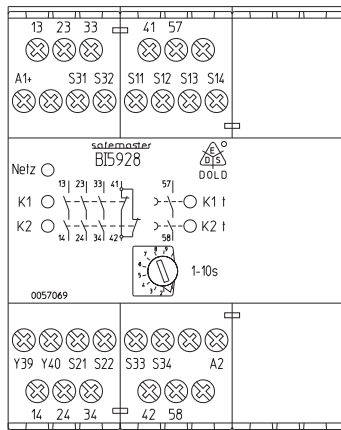 13 23 33 41 57
A1+ S31 S32 S11 S12 S13 S14
safemaster
BI5928
E
D S
DOLD
Netz
13 23 33 41 57
K1 K1 t
K2 K2 t
14 24 34 42 58
1-10s
0057069
Y39 Y40 S21 S22 S33 S34 A2
14 24 34 42 58